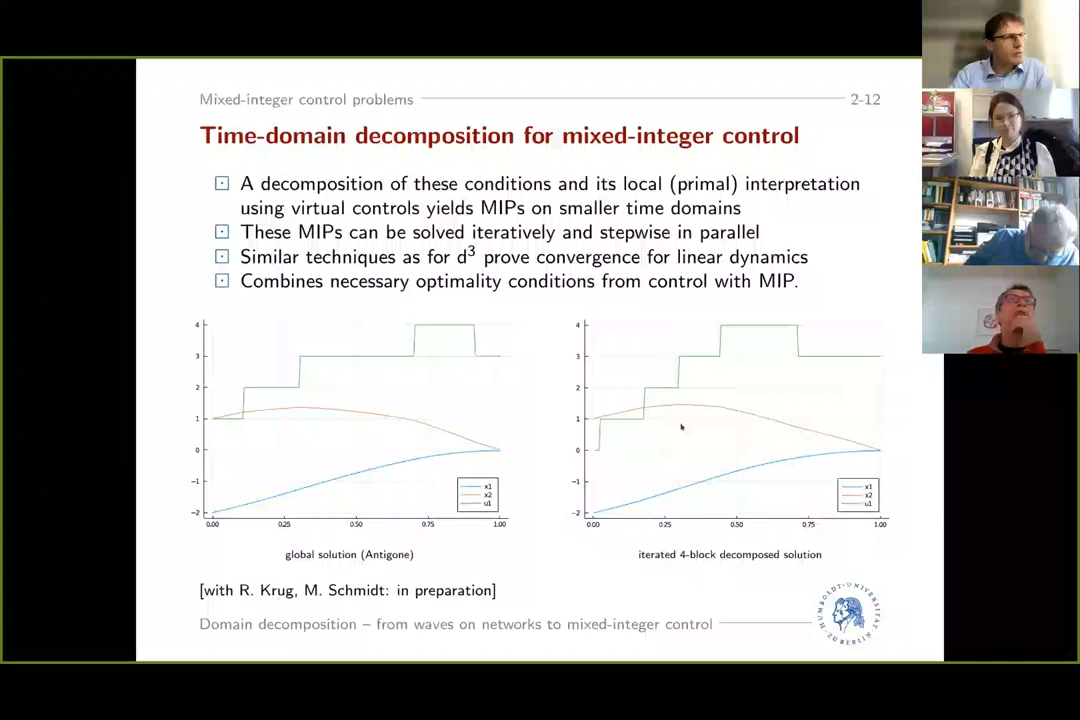 Mixed-integer control problems 2-12
Time-domain decomposition for mixed-integer control
A decomposition of these conditions and its local (primal) interpretation
using virtual controls yields MIPs on smaller time domains
These MIPs can be solved iteratively and stepwise in parallel
Similar techniques as for d³ prove convergence for linear dynamics
Combines necessary optimality conditions from control with MIP.
4
3
2
1
0
−1
−2
0.00 0.25 0.50 0.75 1.00
x1
x2
u1
global solution (Antigone)
4
3
2
1
0
−1
−2
0.00 0.25 0.50 0.75 1.00
x1
x2
u1
iterated 4-block decomposed solution
[with R. Krug, M. Schmidt: in preparation]
Domain decomposition – from waves on networks to mixed-integer control
HUMBOLDT-UNIVERSITÄT
ZU BERLIN